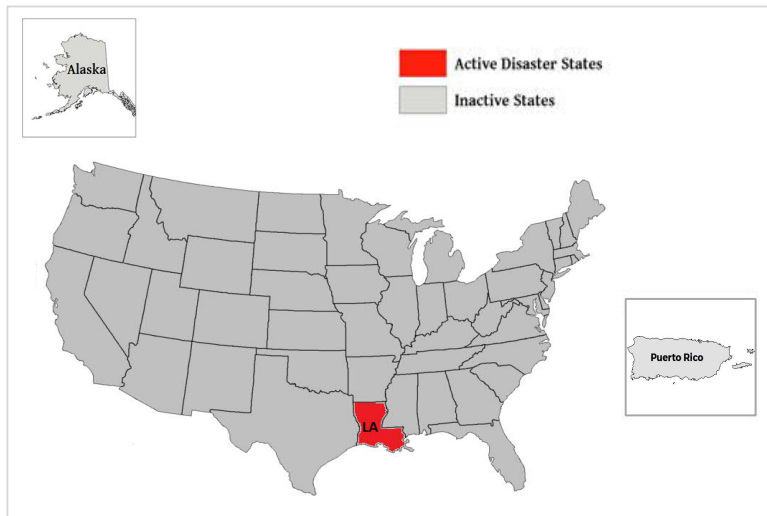 Alaska
Active Disaster States
Inactive States
Puerto Rico
LA